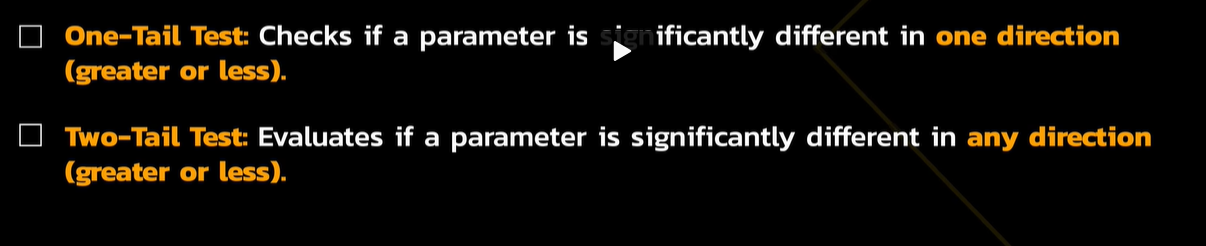 One-Tail Test: Checks if a parameter is significantly different in one direction
(greater or less).
Two-Tail Test: Evaluates if a parameter is significantly different in any direction
(greater or less).